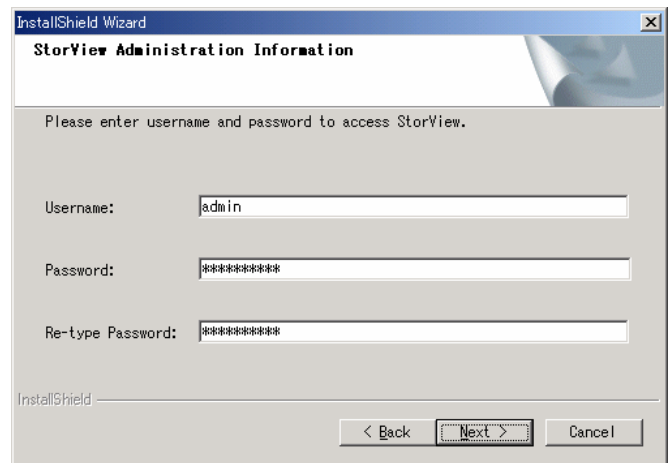 InstallShield Wizard
StorView Administration Information
Please enter username and password to access StorView.
Username: admin
Password: **********
Re-type Password: **********
InstallShield
< Back Next > Cancel